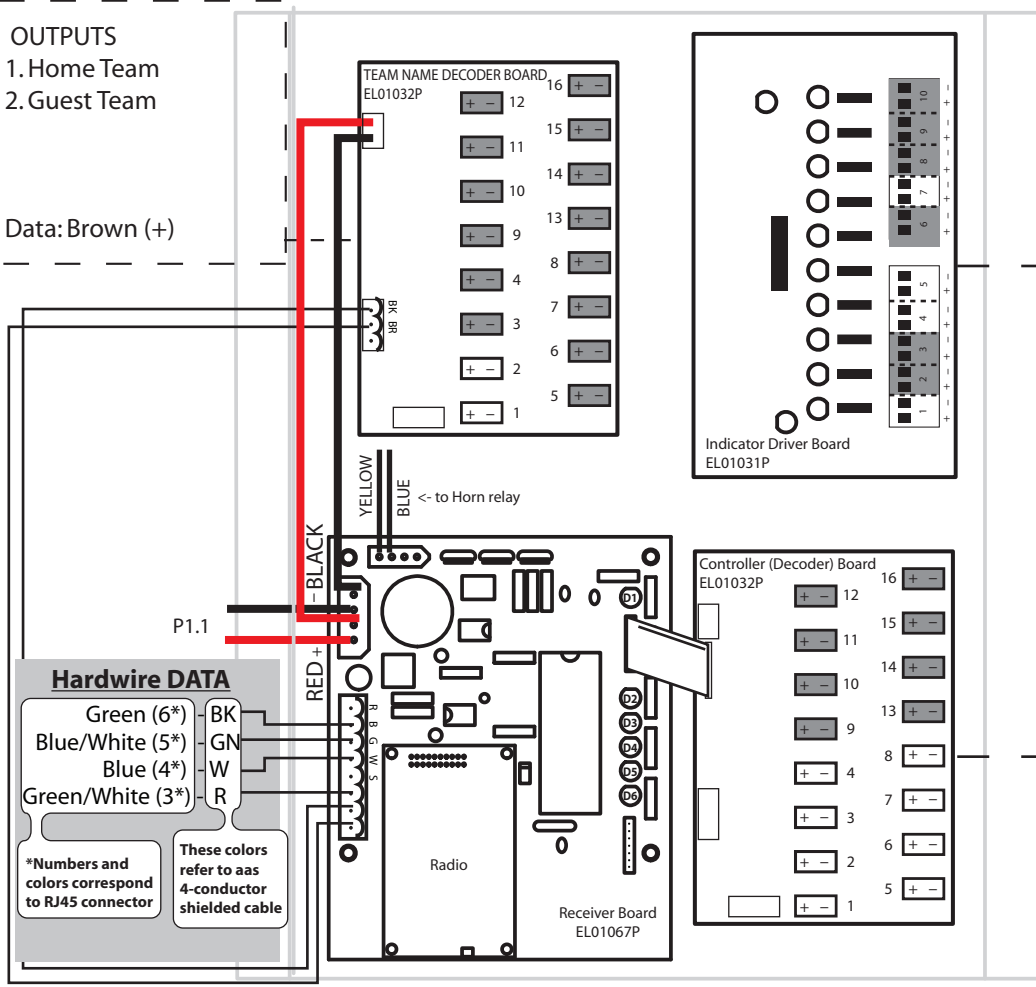 OUTPUTS
1. Home Team
2. Guest Team
Data: Brown (+)
TEAM NAME DECODER BOARD
EL01032P
16 + −
12 + −
15 + −
11 + −
14 + −
10 + −
13 + −
9 + −
8 + −
4 + −
7 + −
3 + −
6 + −
2 + −
5 + −
1 + −
BK
BR
10 + −
9 + −
8 + −
7 + −
6 + −
5 + −
4 + −
3 + −
2 + −
1 + −
Indicator Driver Board
EL01031P
YELLOW
BLUE
<- to Horn relay
– BLACK
RED +
P1.1
Hardwire DATA
Green (6*) - BK
Blue/White (5*) - GN
Blue (4*) - W
Green/White (3*) - R
*Numbers and
colors correspond
to RJ45 connector
These colors
refer to aas
4-conductor
shielded cable
R
B
G
W
S
D1
D2
D3
D4
D5
D6
Radio
Receiver Board
EL01067P
Controller (Decoder) Board
EL01032P
16 + −
12 + −
15 + −
11 + −
14 + −
10 + −
13 + −
9 + −
8 + −
4 + −
7 + −
3 + −
6 + −
2 + −
5 + −
1 + −